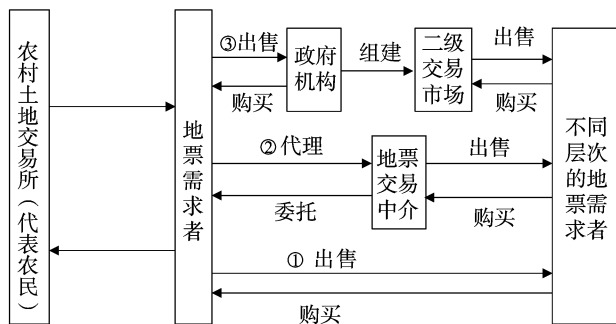 农村土地交易所（代表农民）
地票需求者
③出售
购买
政府
机构
组建
二级
交易
市场
出售
购买
②代理
委托
地票
交易
中介
出售
购买
①出售
购买
不同
层次
的地
票需
求者